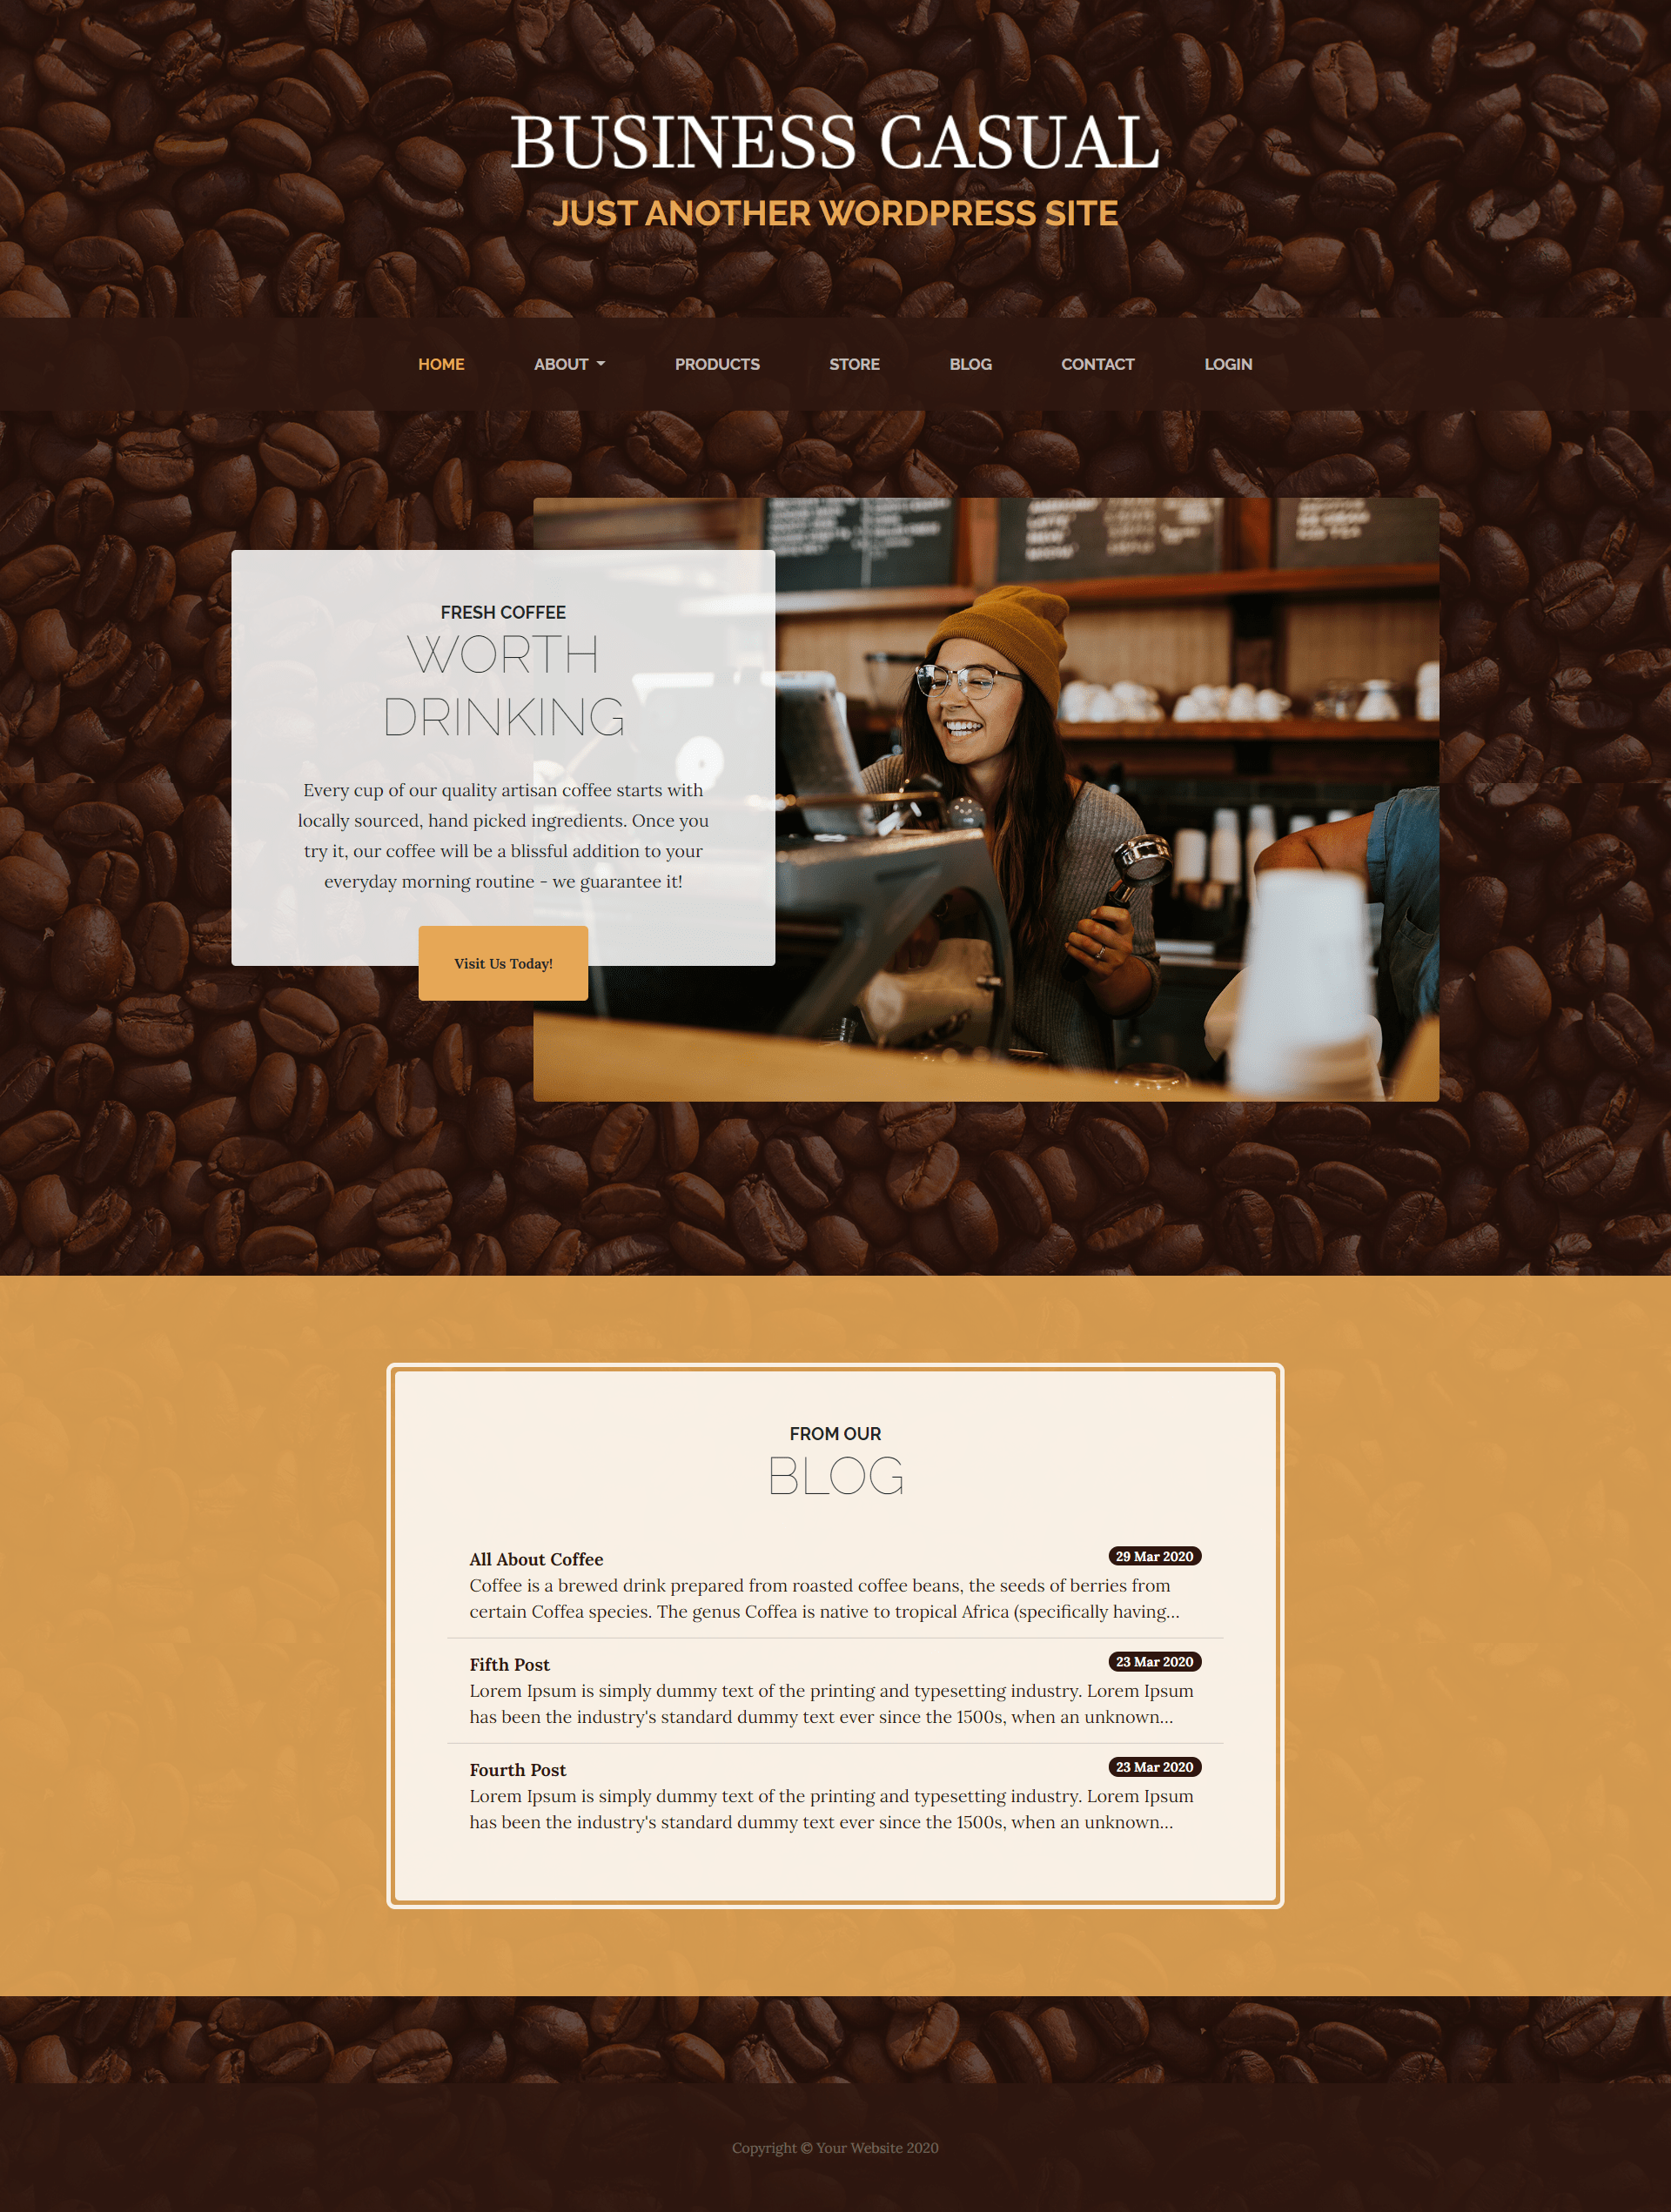 BUSINESS CASUAL
JUST ANOTHER WORDPRESS SITE
HOME ABOUT PRODUCTS STORE BLOG CONTACT LOGIN
FRESH COFFEE
WORTH
DRINKING
Every cup of our quality artisan coffee starts with
locally sourced, hand picked ingredients. Once you
try it, our coffee will be a blissful addition to your
everyday morning routine - we guarantee it!
Visit Us Today!
FROM OUR
BLOG
All About Coffee 29 Mar 2020
Coffee is a brewed drink prepared from roasted coffee beans, the seeds of berries from
certain Coffea species. The genus Coffea is native to tropical Africa (specifically having...
Fifth Post 23 Mar 2020
Lorem Ipsum is simply dummy text of the printing and typesetting industry. Lorem Ipsum
has been the industry's standard dummy text ever since the 1500s, when an unknown...
Fourth Post 23 Mar 2020
Lorem Ipsum is simply dummy text of the printing and typesetting industry. Lorem Ipsum
has been the industry's standard dummy text ever since the 1500s, when an unknown...
Copyright © Your Website 2020